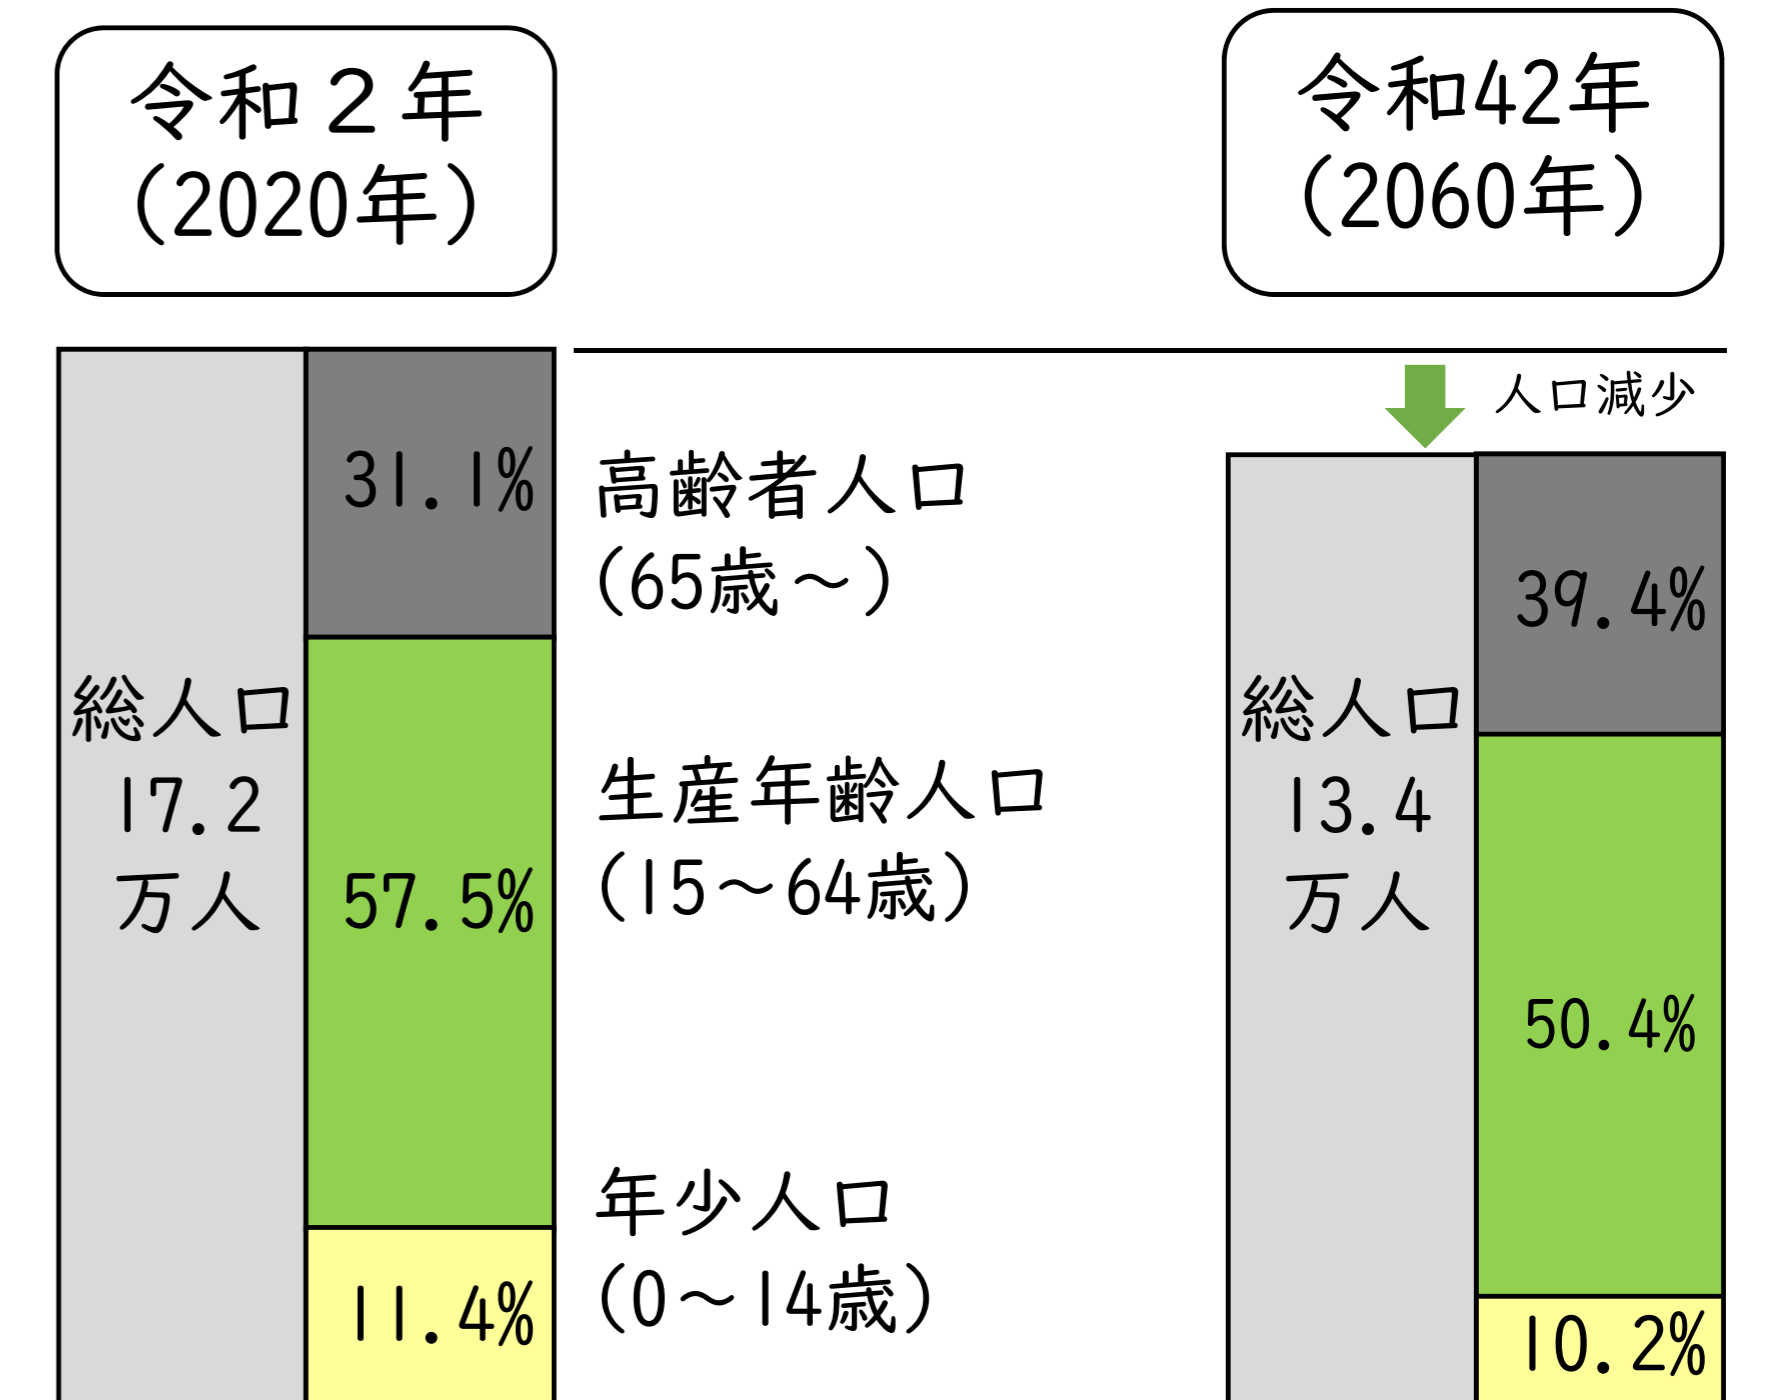 令和２年
（2020年）
令和42年
（2060年）
人口減少
総人口
17.2
万人
31.1%
57.5%
11.4%
高齢者人口
（65歳～）
生産年齢人口
（15～64歳）
年少人口
（0～14歳）
総人口
13.4
万人
39.4%
50.4%
10.2%